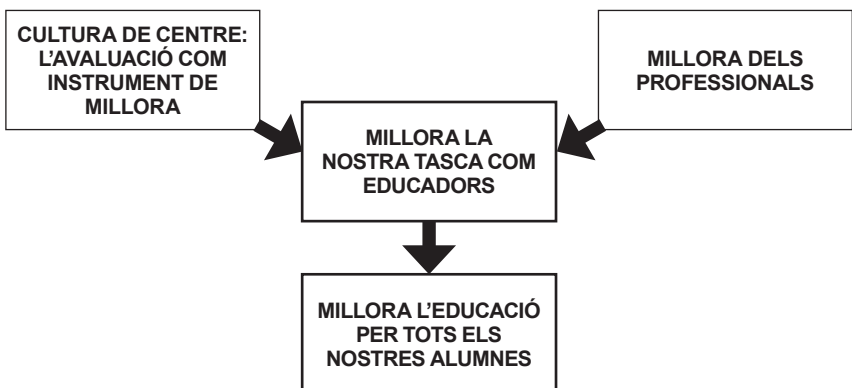 CULTURA DE CENTRE:
L’AVALUACIÓ COM
INSTRUMENT DE
MILLORA
MILLORA DELS
PROFESSIONALS
MILLORA LA
NOSTRA TASCA COM
EDUCADORS
MILLORA L’EDUCACIÓ
PER TOTS ELS
NOSTRES ALUMNES